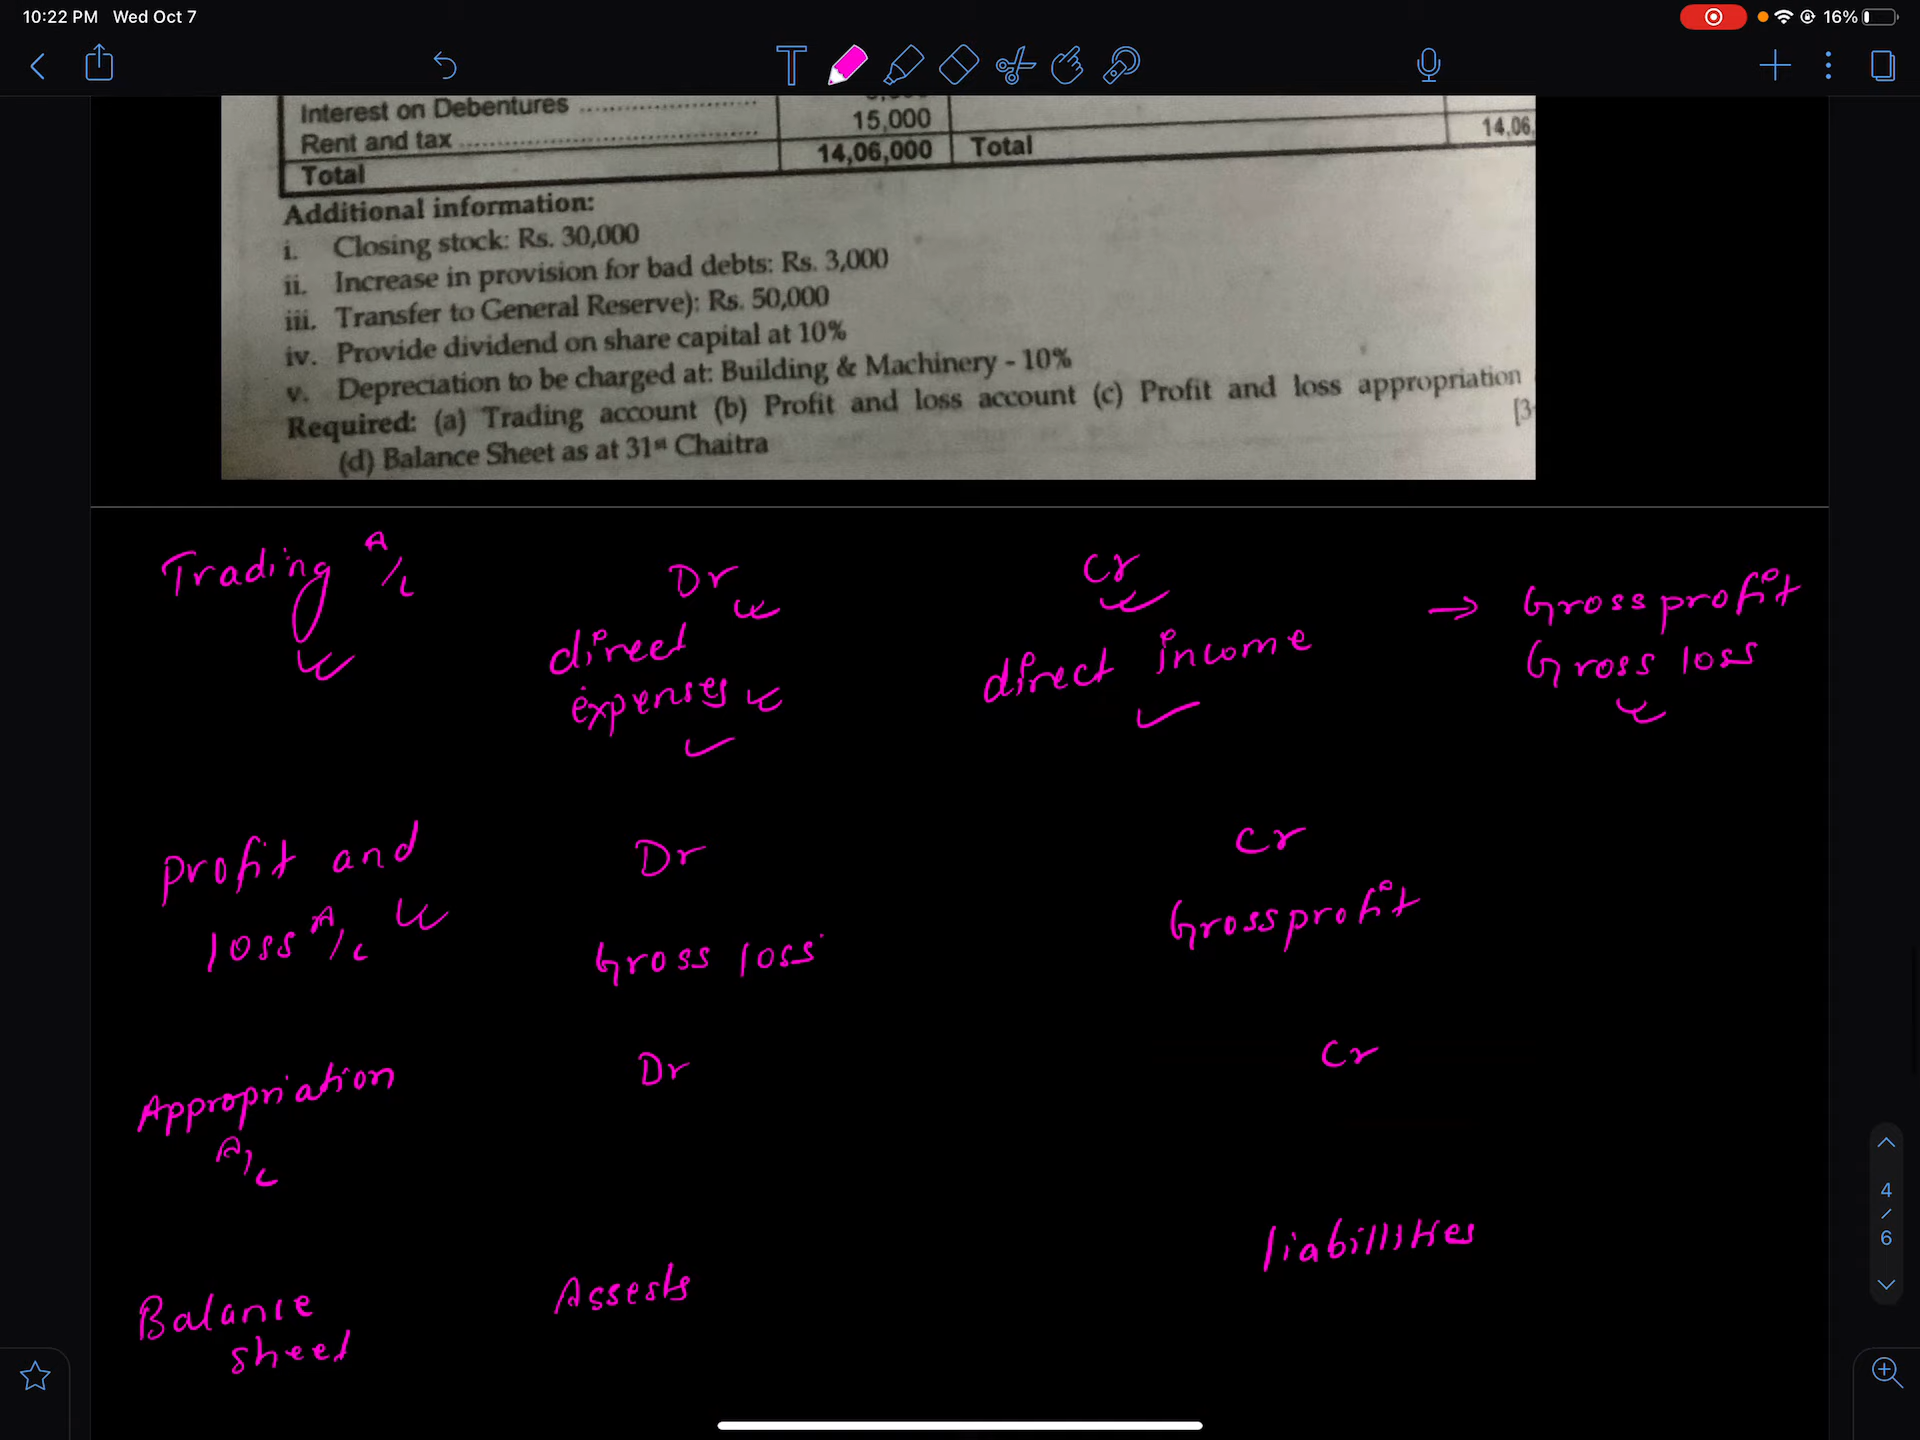 10:22 PM Wed Oct 7
16%
Interest on Debentures ........................
15,000
14,06
Rent and tax ........................................
14,06,000 Total
Total
Additional information:
i. Closing stock: Rs. 30,000
ii. Increase in provision for bad debts: Rs. 3,000
iii. Transfer to General Reserve): Rs. 50,000
iv. Provide dividend on share capital at 10%
v. Depreciation to be charged at: Building & Machinery - 10%
Required: (a) Trading account (b) Profit and loss account (c) Profit and loss appropriation
[3
(d) Balance Sheet as at 31st Chaitra
Trading A/c Dr Cr → Gross profit
direct expenses direct income Gross loss
Profit and Dr Cr
loss A/c Gross loss Gross profit
Appropriation Dr Cr
A/c
liabillities
Balance Assests
sheet
4
/
6